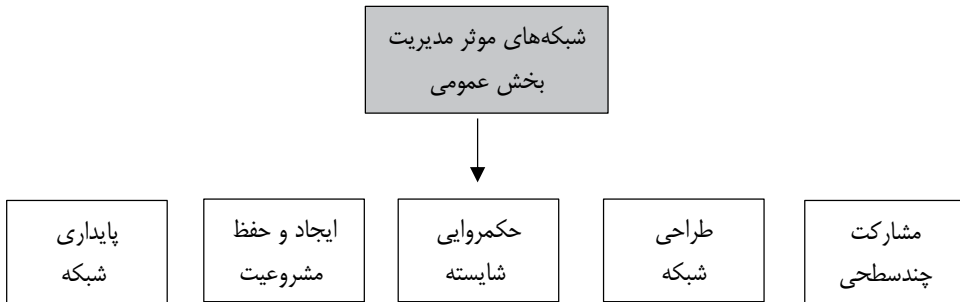 شبکه‌های موثر مدیریت
بخش عمومی
مشارکت
چندسطحی
طراحی
شبکه
حکمروایی
شایسته
ایجاد و حفظ
مشروعیت
پایداری
شبکه